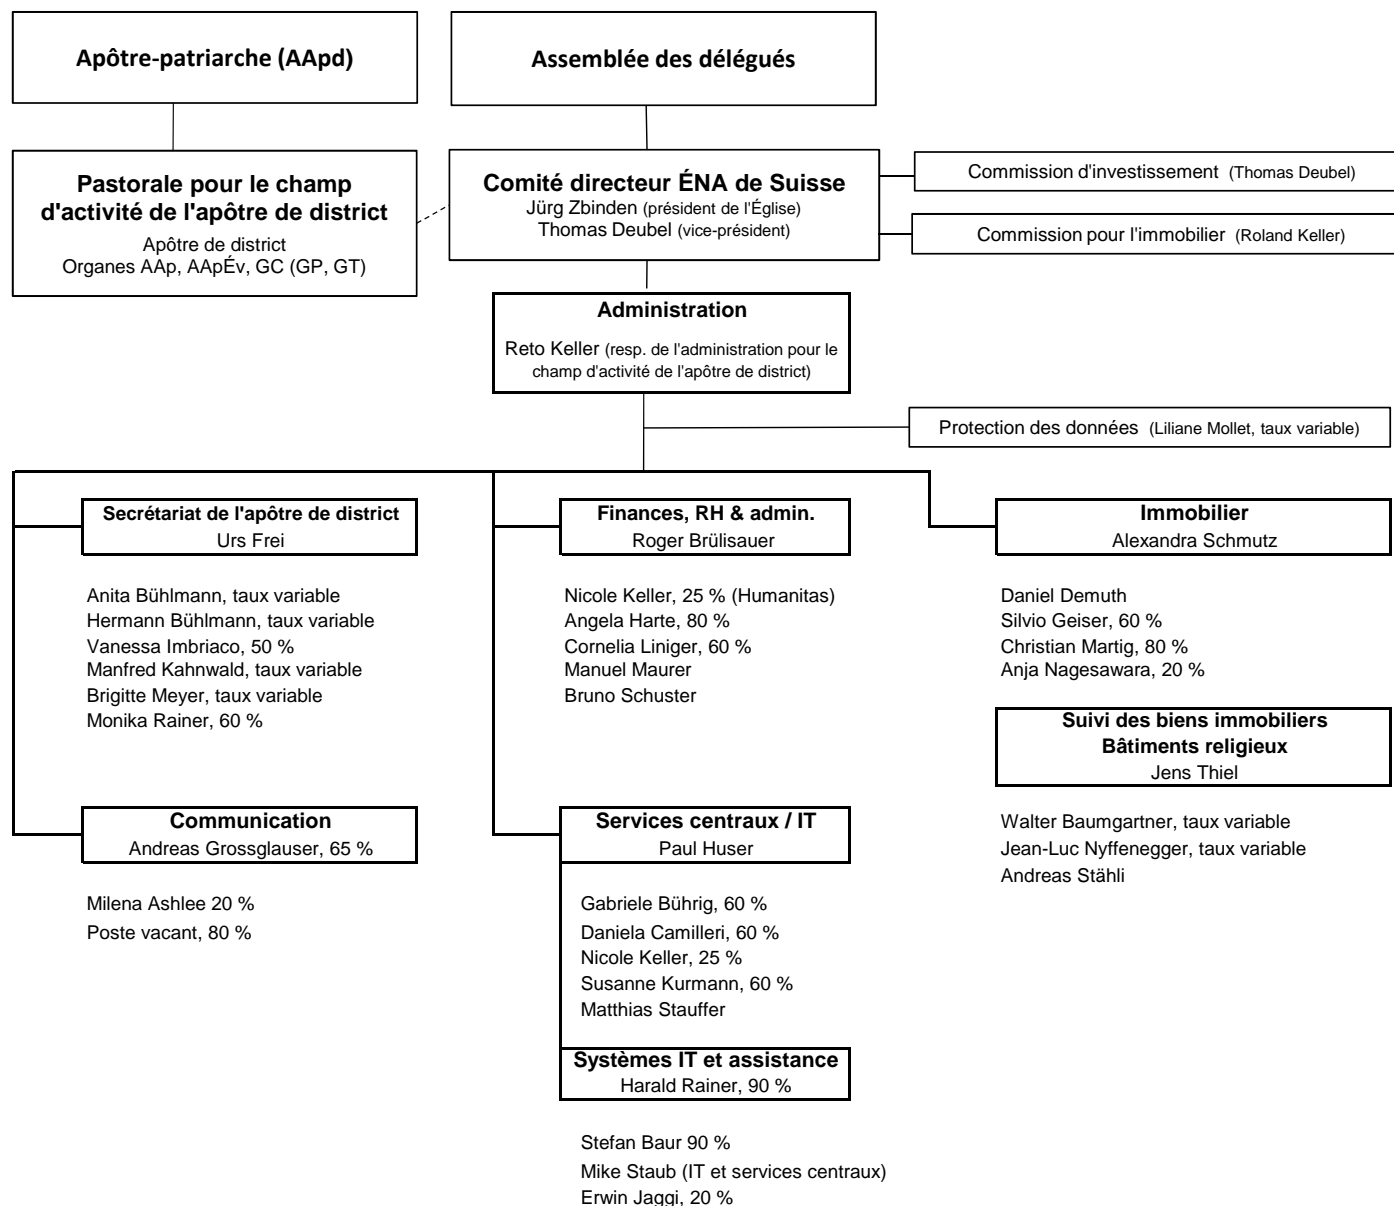 Apôtre-patriarche (AApd)
Assemblée des délégués
Pastorale pour le champ
d'activité de l'apôtre de district
Apôtre de district
Organes AAp, AApÉv, GC (GP, GT)
Comité directeur ÉNA de Suisse
Jürg Zbinden (président de l'Église)
Thomas Deubel (vice-président)
Commission d'investissement (Thomas Deubel)
Commission pour l'immobilier (Roland Keller)
Administration
Reto Keller (resp. de l'administration pour le
champ d'activité de l'apôtre de district)
Protection des données (Liliane Mollet, taux variable)
Secrétariat de l'apôtre de district
Urs Frei
Anita Bühlmann, taux variable
Hermann Bühlmann, taux variable
Vanessa Imbriaco, 50 %
Manfred Kahnwald, taux variable
Brigitte Meyer, taux variable
Monika Rainer, 60 %
Communication
Andreas Grossglauser, 65 %
Milena Ashlee 20 %
Poste vacant, 80 %
Finances, RH & admin.
Roger Brülisauer
Nicole Keller, 25 % (Humanitas)
Angela Harte, 80 %
Cornelia Liniger, 60 %
Manuel Maurer
Bruno Schuster
Services centraux / IT
Paul Huser
Gabriele Bührig, 60 %
Daniela Camilleri, 60 %
Nicole Keller, 25 %
Susanne Kurmann, 60 %
Matthias Stauffer
Systèmes IT et assistance
Harald Rainer, 90 %
Stefan Baur 90 %
Mike Staub (IT et services centraux)
Erwin Jaggi, 20 %
Immobilier
Alexandra Schmutz
Daniel Demuth
Silvio Geiser, 60 %
Christian Martig, 80 %
Anja Nagesawara, 20 %
Suivi des biens immobiliers
Bâtiments religieux
Jens Thiel
Walter Baumgartner, taux variable
Jean-Luc Nyffenegger, taux variable
Andreas Stähli